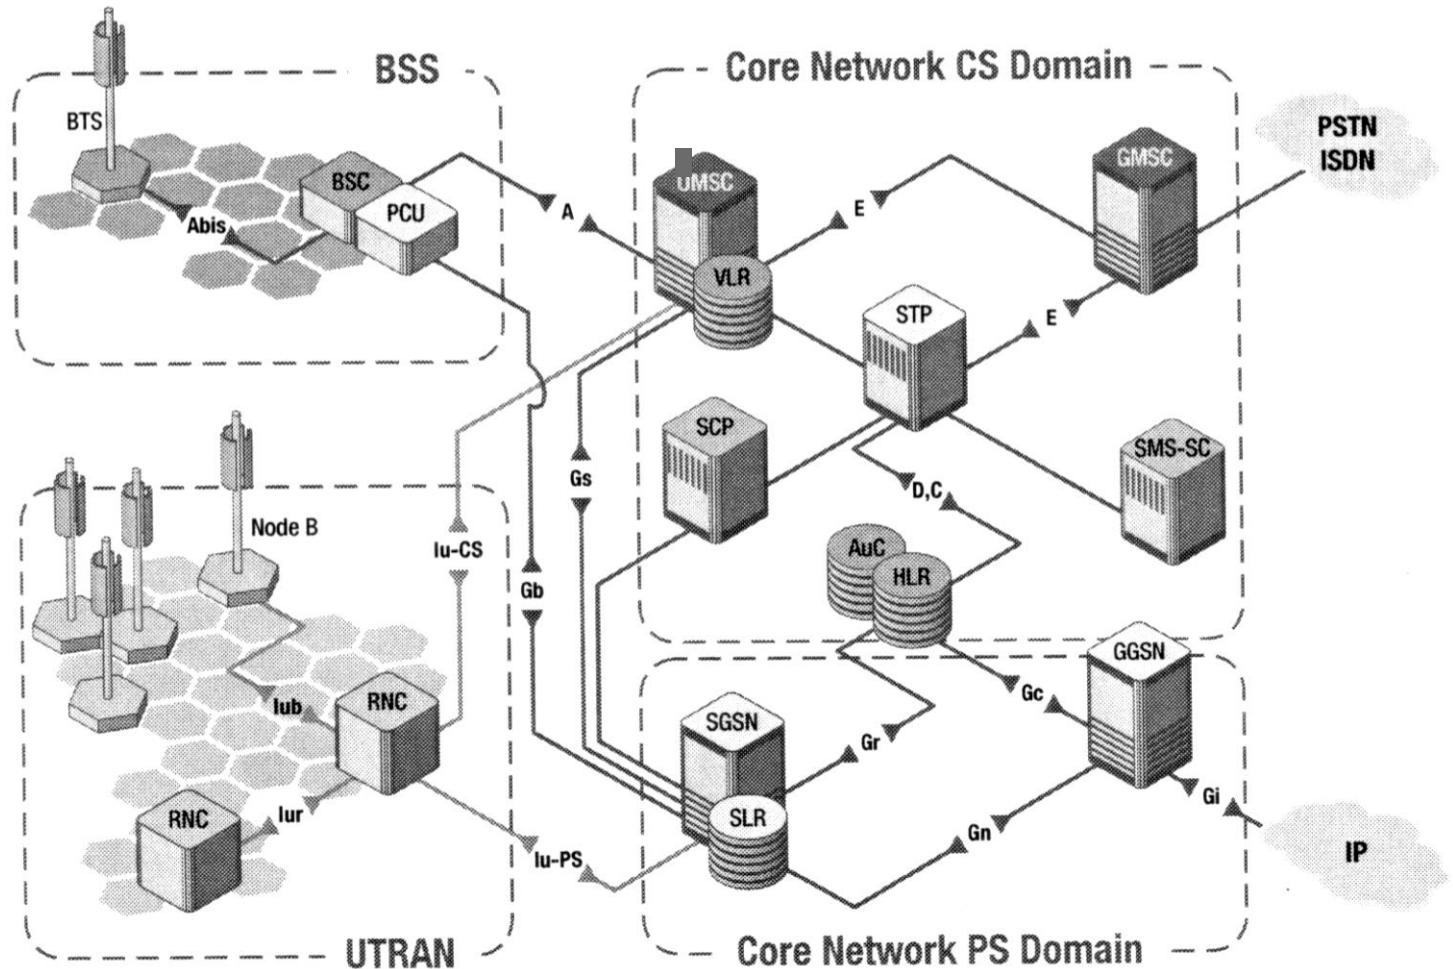 BSS
Core Network CS Domain
BTS
PSTN
ISDN
GMSC
BSC
UMSC
PCU
A
E
Abis
VLR
STP
E
SCP
SMS-SC
Gs
D,C
Node B
Iu-CS
AuC
HLR
Gb
GGSN
RNC
Iub
SGSN
Gc
Gr
Gi
RNC
Iur
SLR
Gn
Iu-PS
IP
UTRAN
Core Network PS Domain